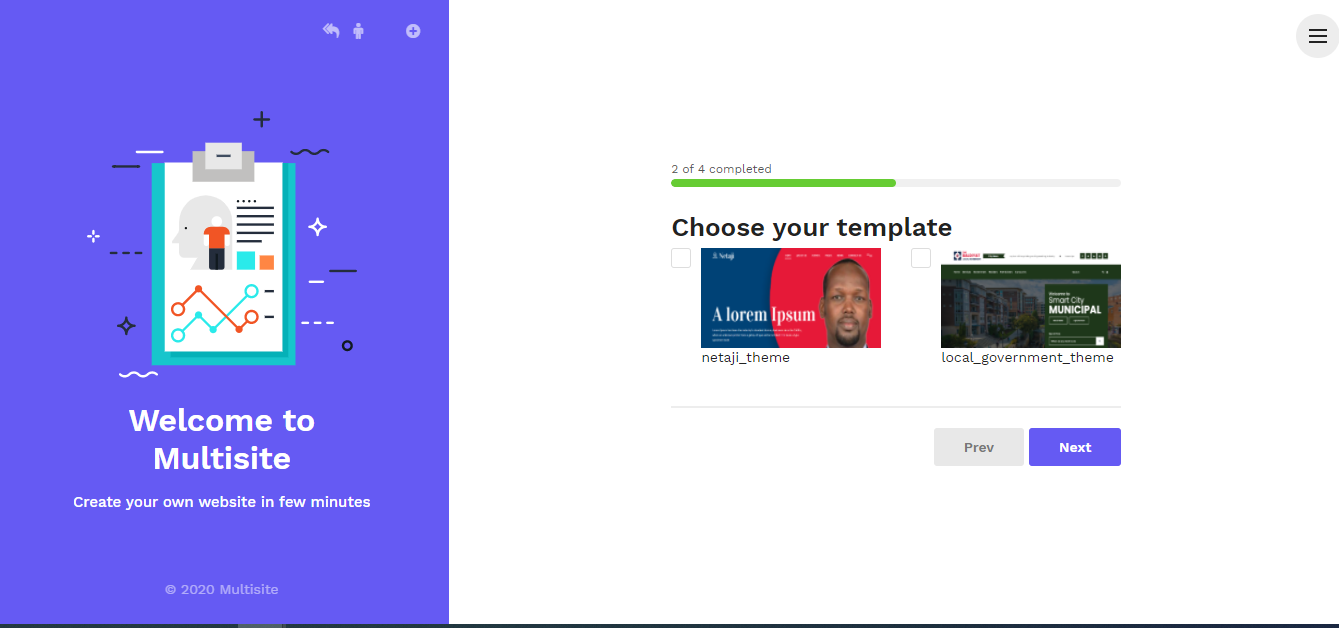 Welcome to
Multisite
Create your own website in few minutes
© 2020 Multisite
2 of 4 completed
Choose your template
Netaji
A lorem Ipsum
netaji_theme
Welcome to
Smart City
MUNICIPAL
local_government_theme
Prev
Next